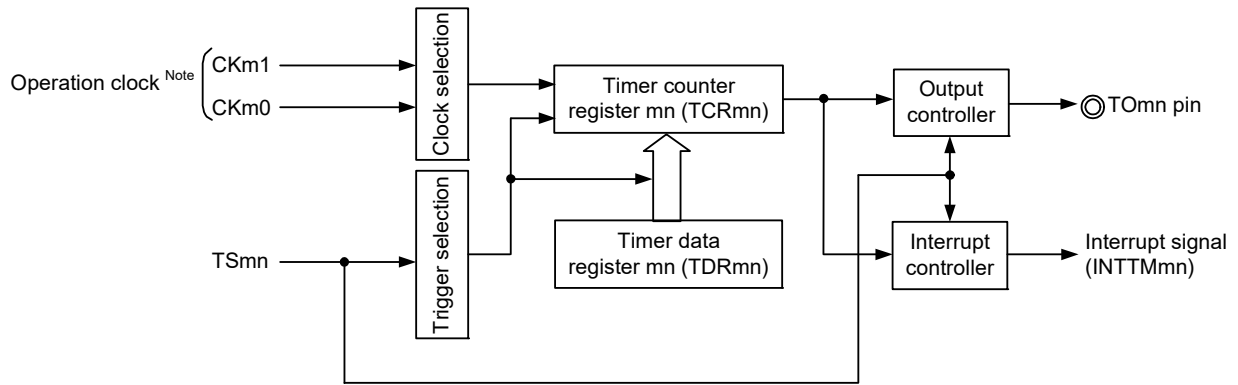 Operation clock Note
CKm1
CKm0
Clock selection
Timer counter
register mn (TCRmn)
Output
controller
TOmn pin
TSmn
Trigger selection
Timer data
register mn (TDRmn)
Interrupt
controller
Interrupt signal
(INTTMmn)